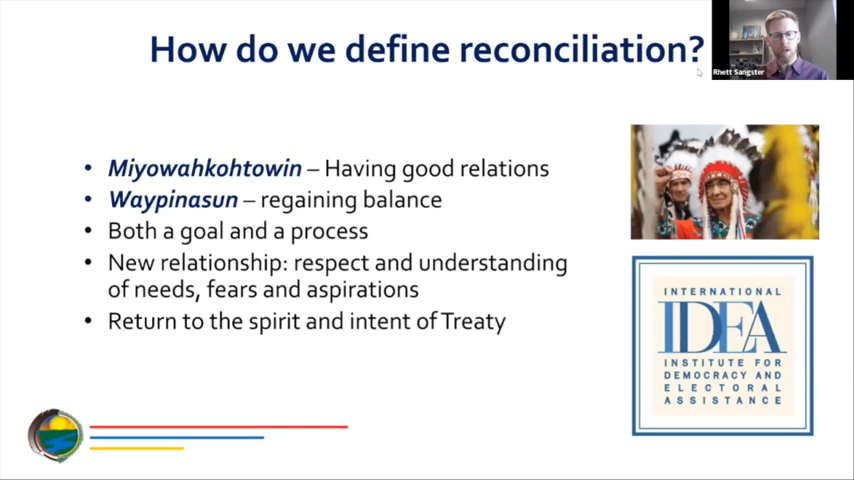 How do we define reconciliation?
Rhett Sangster
• Miyowahkohtowin – Having good relations
• Waypinasun – regaining balance
• Both a goal and a process
• New relationship: respect and understanding
of needs, fears and aspirations
• Return to the spirit and intent of Treaty
INTERNATIONAL
IDEA
INSTITUTE FOR
DEMOCRACY AND
ELECTORAL
ASSISTANCE